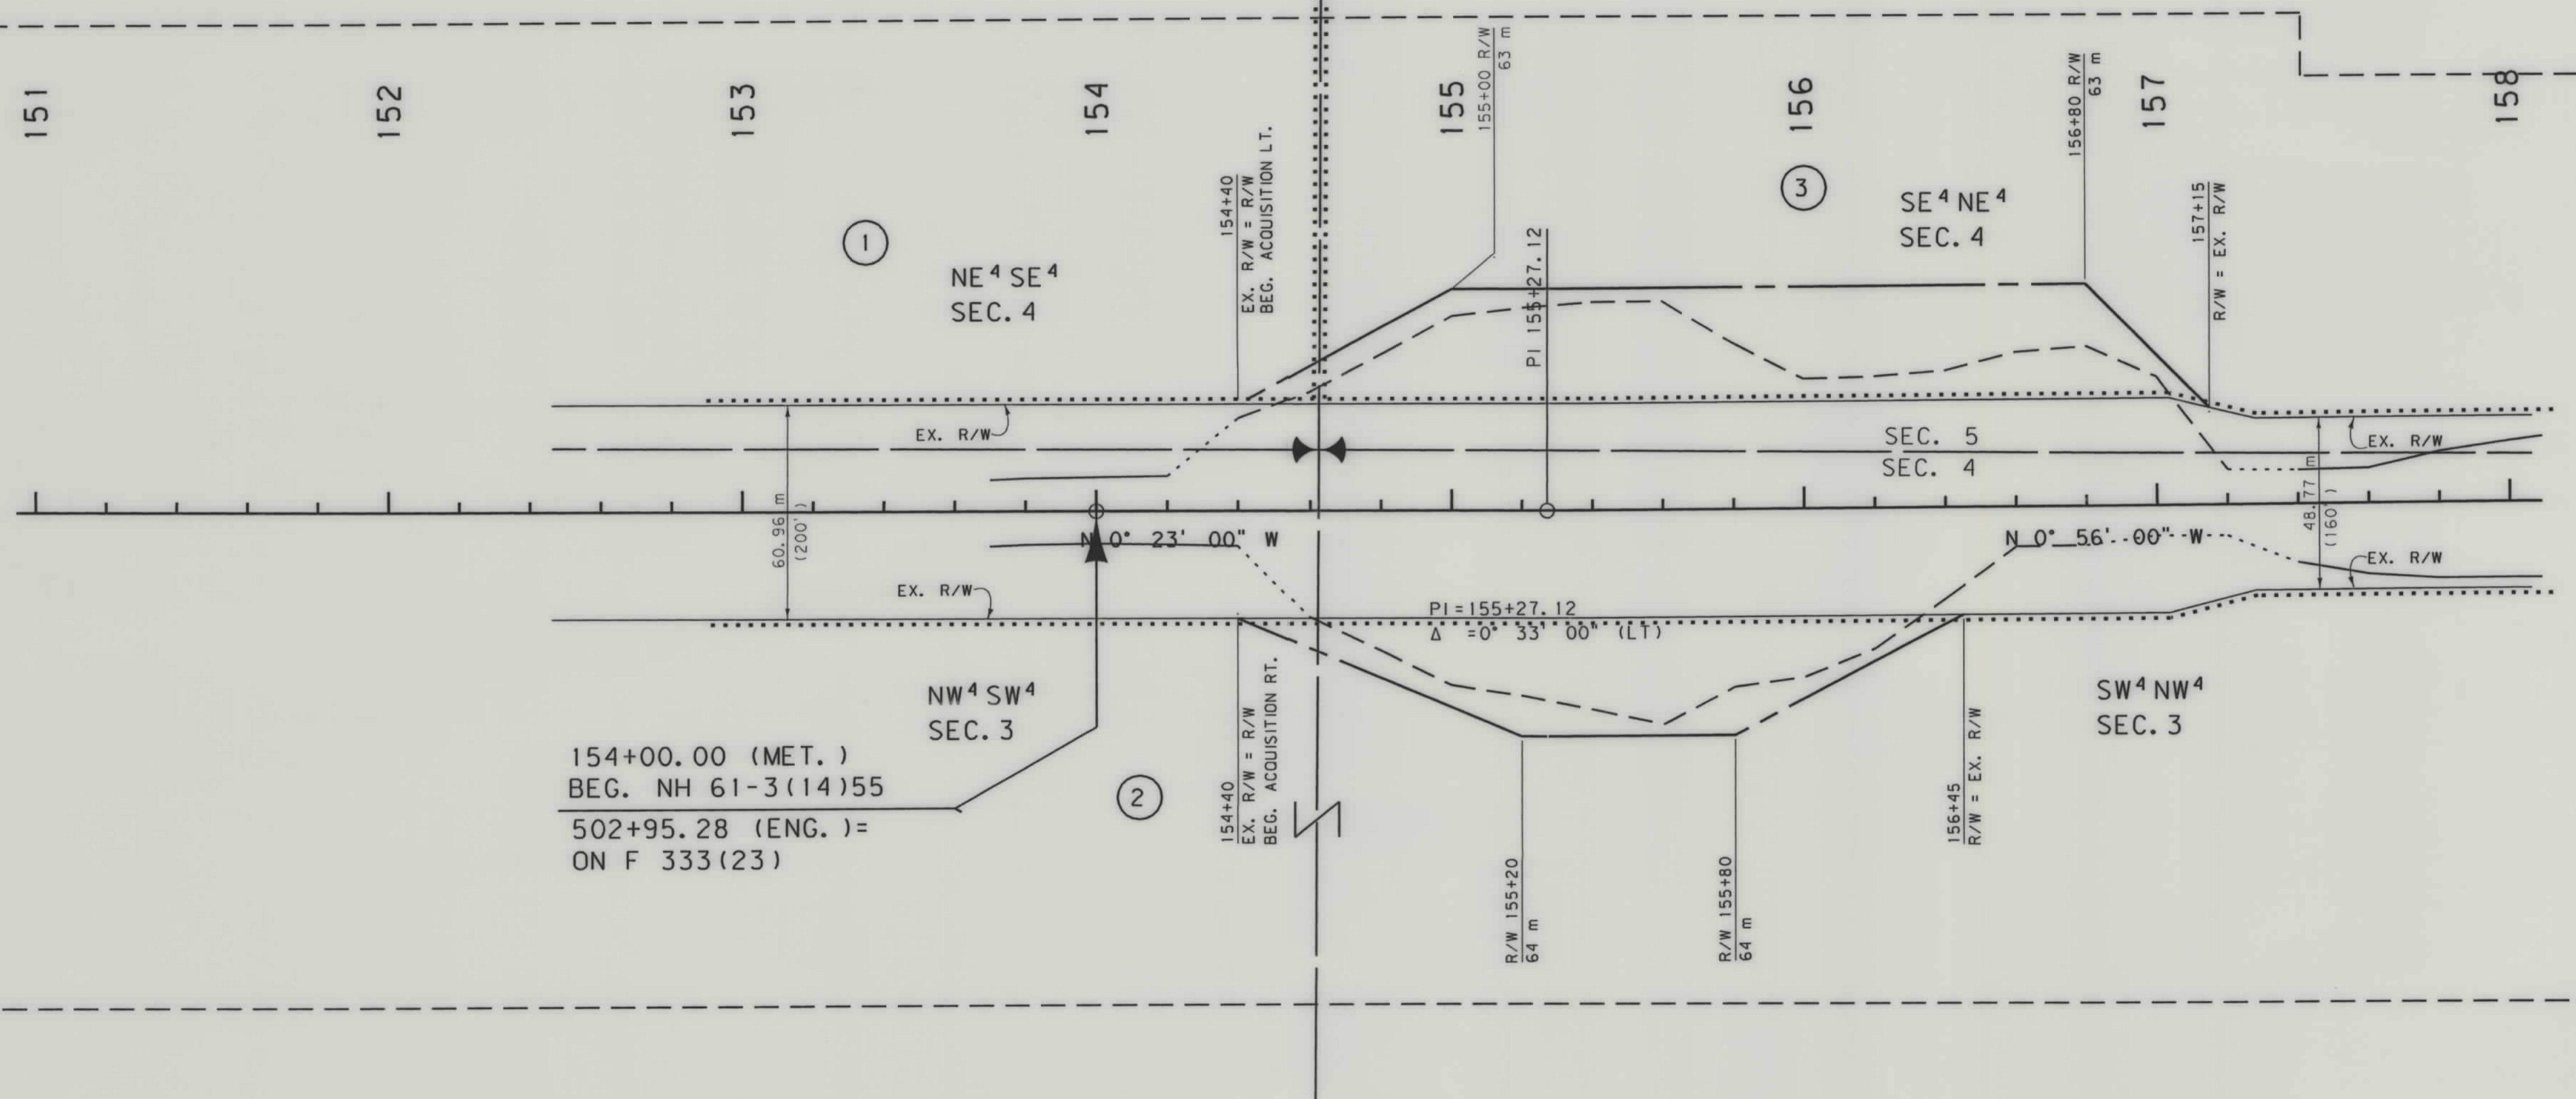 151
152
153
154
155
156
157
158
155+00 R/W
63 m
156+80 R/W
63 m
154+40
EX. R/W = R/W
BEG. ACQUISITION LT.
157+15
R/W = EX. R/W
PI 155+27.12
1
3
NE⁴ SE⁴
SEC. 4
SE⁴ NE⁴
SEC. 4
EX. R/W
SEC. 5
SEC. 4
EX. R/W
60.96 m
(200')
48.77 m
(160')
N 0° 23' 00" W
N 0° 56' 00" W
EX. R/W
EX. R/W
PI=155+27.12
Δ =0° 33' 00" (LT)
NW⁴ SW⁴
SEC. 3
SW⁴ NW⁴
SEC. 3
154+00.00 (MET.)
BEG. NH 61-3(14)55
502+95.28 (ENG.)=
ON F 333(23)
2
154+40
EX. R/W = R/W
BEG. ACQUISITION RT.
R/W 155+20
64 m
R/W 155+80
64 m
156+45
R/W = EX. R/W